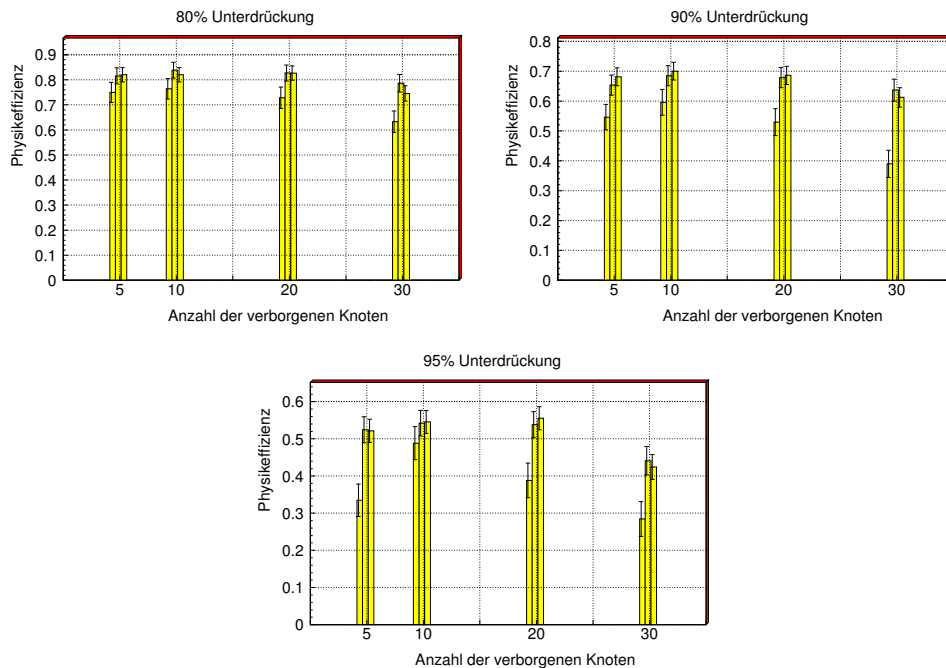 80% Unterdrückung
Physikeffizienz
0.9
0.8
0.7
0.6
0.5
0.4
0.3
0.2
0.1
0
5 10 20 30
Anzahl der verborgenen Knoten
90% Unterdrückung
Physikeffizienz
0.8
0.7
0.6
0.5
0.4
0.3
0.2
0.1
0
5 10 20 30
Anzahl der verborgenen Knoten
95% Unterdrückung
Physikeffizienz
0.6
0.5
0.4
0.3
0.2
0.1
0
5 10 20 30
Anzahl der verborgenen Knoten